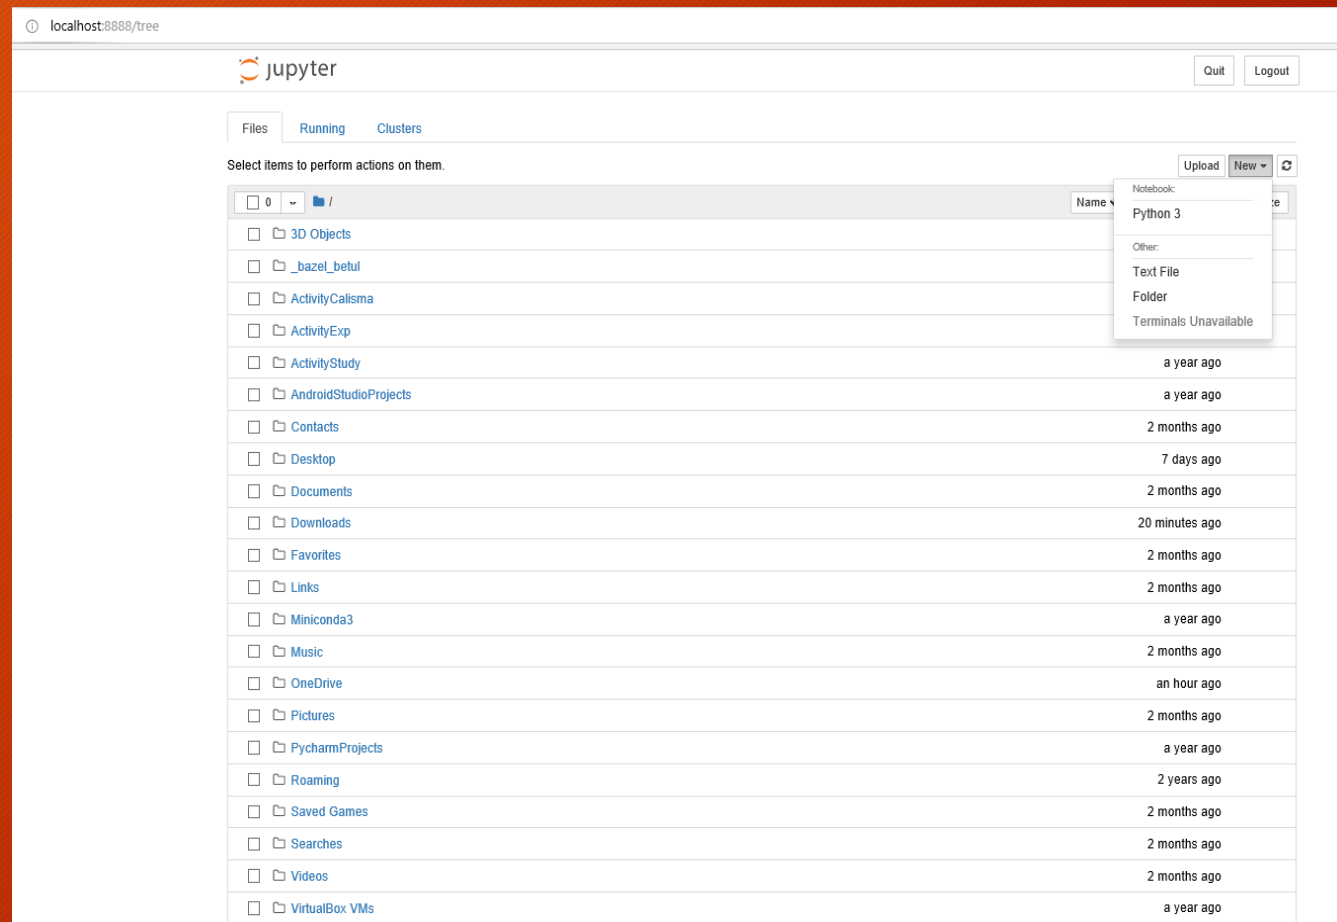 localhost:8888/tree
jupyter
Quit Logout
Files Running Clusters
Select items to perform actions on them.
Upload New
0 / Name ze
Notebook:
Python 3
Other:
Text File
Folder
Terminals Unavailable
3D Objects
_bazel_betul
ActivityCalisma
ActivityExp
ActivityStudy a year ago
AndroidStudioProjects a year ago
Contacts 2 months ago
Desktop 7 days ago
Documents 2 months ago
Downloads 20 minutes ago
Favorites 2 months ago
Links 2 months ago
Miniconda3 a year ago
Music 2 months ago
OneDrive an hour ago
Pictures 2 months ago
PycharmProjects a year ago
Roaming 2 years ago
Saved Games 2 months ago
Searches 2 months ago
Videos 2 months ago
VirtualBox VMs a year ago